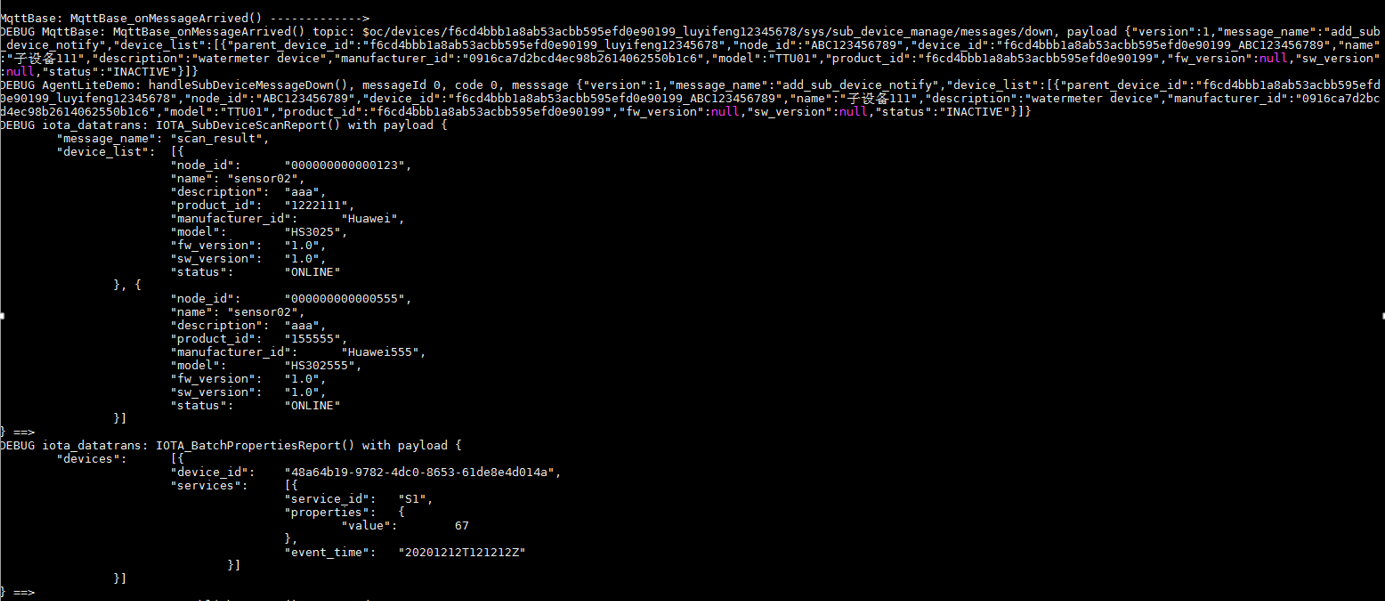 MqttBase: MqttBase_onMessageArrived() ------------->
DEBUG MqttBase: MqttBase_onMessageArrived() topic: $oc/devices/f6cd4bbb1a8ab53acbb595efd0e90199_luyifeng12345678/sys/sub_device_manage/messages/down, payload {"version":1,"message_name":"add_sub
_device_notify","device_list":[{"parent_device_id":"f6cd4bbb1a8ab53acbb595efd0e90199_luyifeng12345678","node_id":"ABC123456789","device_id":"f6cd4bbb1a8ab53acbb595efd0e90199_ABC123456789","name"
:"子设备111","description":"watermeter device","manufacturer_id":"0916ca7d2bcd4ec98b2614062550b1c6","model":"TTU01","product_id":"f6cd4bbb1a8ab53acbb595efd0e90199","fw_version":null,"sw_version"
:null,"status":"INACTIVE"}]}
DEBUG AgentLiteDemo: handleSubDeviceMessageDown(), messageId 0, code 0, messsage {"version":1,"message_name":"add_sub_device_notify","device_list":[{"parent_device_id":"f6cd4bbb1a8ab53acbb595efd
0e90199_luyifeng12345678","node_id":"ABC123456789","device_id":"f6cd4bbb1a8ab53acbb595efd0e90199_ABC123456789","name":"子设备111","description":"watermeter device","manufacturer_id":"0916ca7d2bc
d4ec98b2614062550b1c6","model":"TTU01","product_id":"f6cd4bbb1a8ab53acbb595efd0e90199","fw_version":null,"sw_version":null,"status":"INACTIVE"}]}
DEBUG iota_datatrans: IOTA_SubDeviceScanReport() with payload {
"message_name": "scan_result",
"device_list": [{
"node_id": "000000000000123",
"name": "sensor02",
"description": "aaa",
"product_id": "1222111",
"manufacturer_id": "Huawei",
"model": "HS3025",
"fw_version": "1.0",
"sw_version": "1.0",
"status": "ONLINE"
}, {
"node_id": "000000000000555",
"name": "sensor02",
"description": "aaa",
"product_id": "155555",
"manufacturer_id": "Huawei555",
"model": "HS302555",
"fw_version": "1.0",
"sw_version": "1.0",
"status": "ONLINE"
}]
} ==>
DEBUG iota_datatrans: IOTA_BatchPropertiesReport() with payload {
"devices": [{
"device_id": "48a64b19-9782-4dc0-8653-61de8e4d014a",
"services": [{
"service_id": "S1",
"properties": {
"value": 67
},
"event_time": "20201212T121212Z"
}]
}]
} ==>